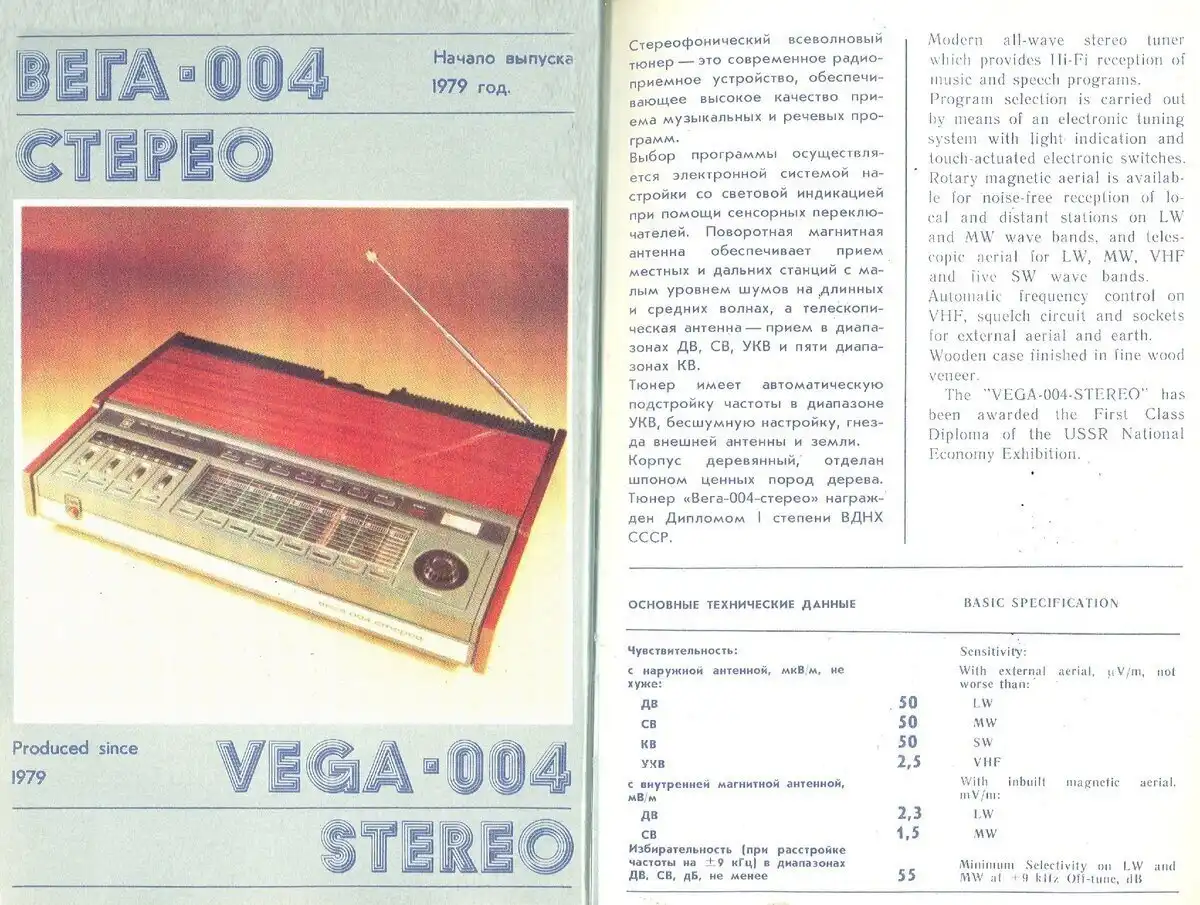 ВЕГА-004
Начало выпуска
1979 год.
СТЕРЕО
Produced since
1979
VEGA-004
STEREO
Стереофонический всеволновый
тюнер — это современное радио-
приемное устройство, обеспечи-
вающее высокое качество при-
ема музыкальных и речевых про-
грамм.
Выбор программы осуществля-
ется электронной системой на-
стройки со световой индикацией
при помощи сенсорных переклю-
чателей. Поворотная магнитная
антенна обеспечивает прием
местных и дальних станций с ма-
лым уровнем шумов на длинных
и средних волнах, а телескопи-
ческая антенна — прием в диапа-
зонах ДВ, СВ, УКВ и пяти диапа-
зонах КВ.
Тюнер имеет автоматическую
подстройку частоты в диапазоне
УКВ, бесшумную настройку, гнез-
да внешней антенны и земли.
Корпус деревянный, отделан
шпоном ценных пород дерева.
Тюнер «Вега-004-стерео» награж-
ден Дипломом I степени ВДНХ
СССР.
Modern all-wave stereo tuner
which provides Hi-Fi reception of
music and speech programs.
Program selection is carried out
by means of an electronic tuning
system with light indication and
touch-actuated electronic switches.
Rotary magnetic aerial is availab-
le for noise-free reception of lo-
cal and distant stations on LW
and MW wave bands, and teles-
copic aerial for LW, MW, VHF
and five SW wave bands.
Automatic frequency control on
VHF, squelch circuit and sockets
for external aerial and earth.
Wooden case finished in fine wood
veneer.
The "VEGA-004-STEREO" has
been awarded the First Class
Diploma of the USSR National
Economy Exhibition.
ОСНОВНЫЕ ТЕХНИЧЕСКИЕ ДАННЫЕ
BASIC SPECIFICATION
Чувствительность:
Sensitivity:
с наружной антенной, мкВ/м, не
хуже:
With external aerial, µV/m, not
worse than:
ДВ 50 LW
СВ 50 MW
КВ 50 SW
УКВ 2,5 VHF
с внутренней магнитной антенной,
мВ/м
With inbuilt magnetic aerial.
mV/m:
ДВ 2,3 LW
СВ 1,5 MW
Избирательность (при расстройке
частоты на ±9 кГц) в диапазонах
ДВ, СВ, дБ, не менее 55
Minimum Selectivity on LW and
MW at ±9 kHz Off-tune, dB